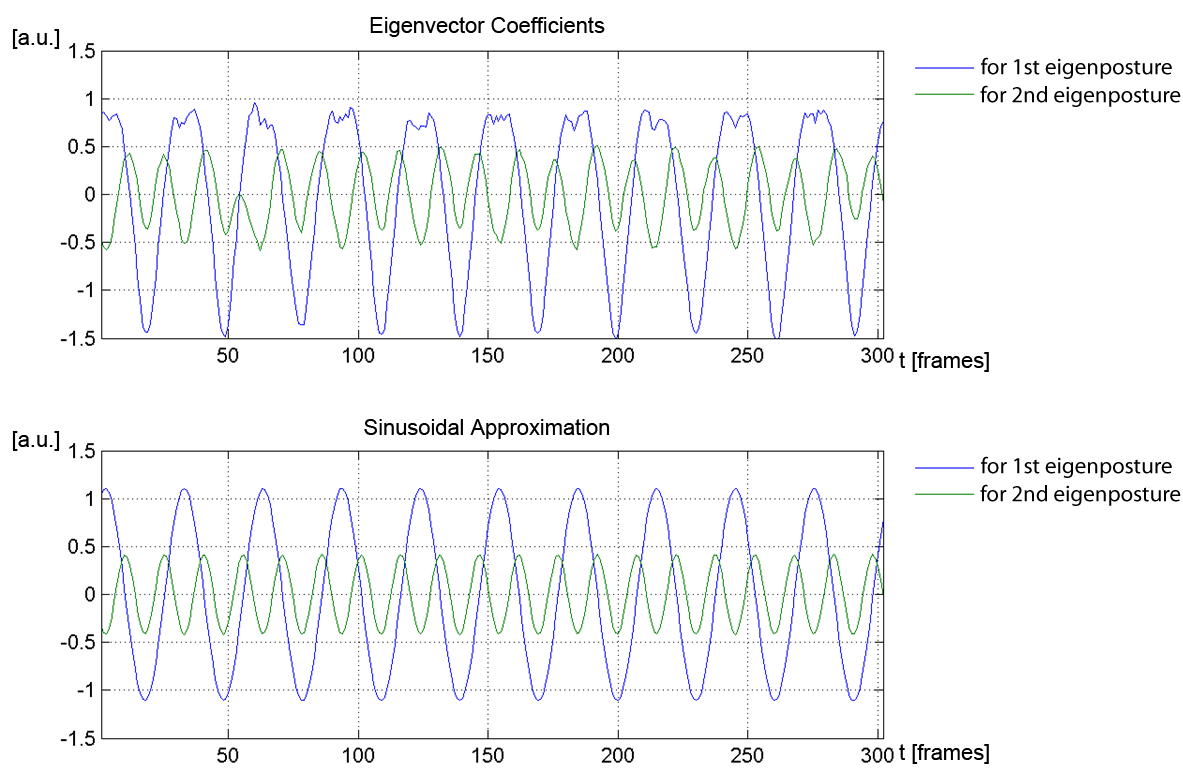 Eigenvector Coefficients
[a.u.]
1.5
1
0.5
0
-0.5
-1
-1.5
50 100 150 200 250 300 t [frames]
for 1st eigenposture
for 2nd eigenposture
Sinusoidal Approximation
[a.u.]
1.5
1
0.5
0
-0.5
-1
-1.5
50 100 150 200 250 300 t [frames]
for 1st eigenposture
for 2nd eigenposture